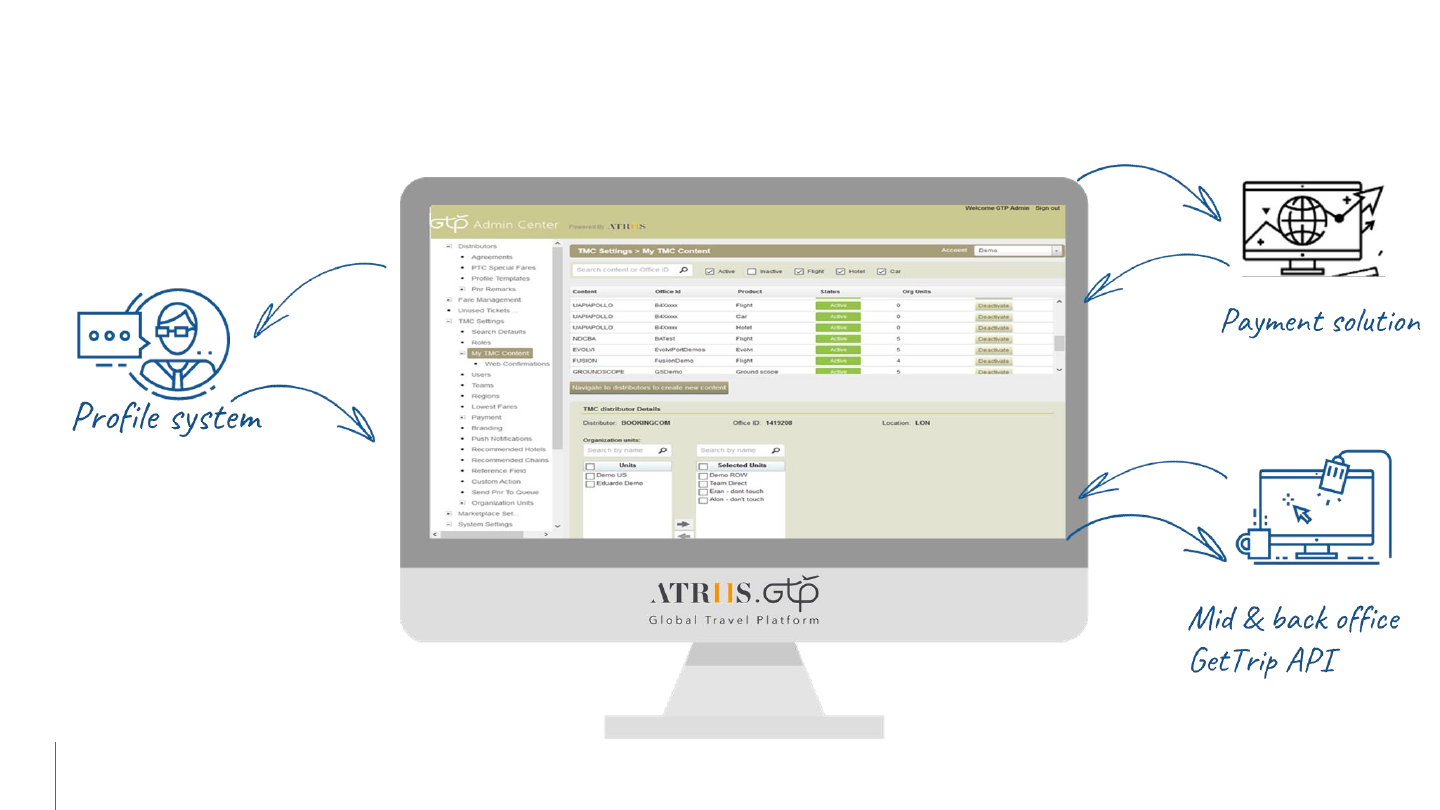 Welcome GTP Admin Sign out
GTP Admin Center Powered By ATRIIS
Distributors
Agreements
PTC Special Fares
Profile Templates
Pnr Remarks
Fare Management
Unused Tickets ...
TMC Settings
Search Defaults
Roles
My TMC Content
Web Confirmations
Users
Teams
Regions
Lowest Fares
Payment
Branding
Push Notifications
Recommended Hotels
Recommended Chains
Reference Field
Custom Action
Send Pnr To Queue
Organization Units
Marketplace Set...
System Settings
TMC Settings > My TMC Content Account Demo
Search content or Office ID Active Inactive Flight Hotel Car
Content Office Id Product Status Org Units
UAPIAPOLLO B4Xxxxx Flight Active 0 Deactivate
UAPIAPOLLO B4Xxxxx Car Active 0 Deactivate
UAPIAPOLLO B4Xxxxx Hotel Active 0 Deactivate
NDCBA BATest Flight Active 5 Deactivate
EVOLVI EvolviPortDemos Evolvi Active 5 Deactivate
FUSION FusionDemo Flight Active 4 Deactivate
GROUNDSCOPE GSDemo Ground scope Active 5 Deactivate
Navigate to distributors to create new content
TMC distributor Details
Distributor: BOOKINGCOM Office ID: 1419298 Location: LON
Organization units:
Search by name Search by name
Units Selected Units
Demo US Demo ROW
Eduardo Demo Team Direct
Eran - dont touch
Alon - don't touch
ATRIIS.GTP
Global Travel Platform
Profile system
Payment solution
Mid & back office
GetTrip API